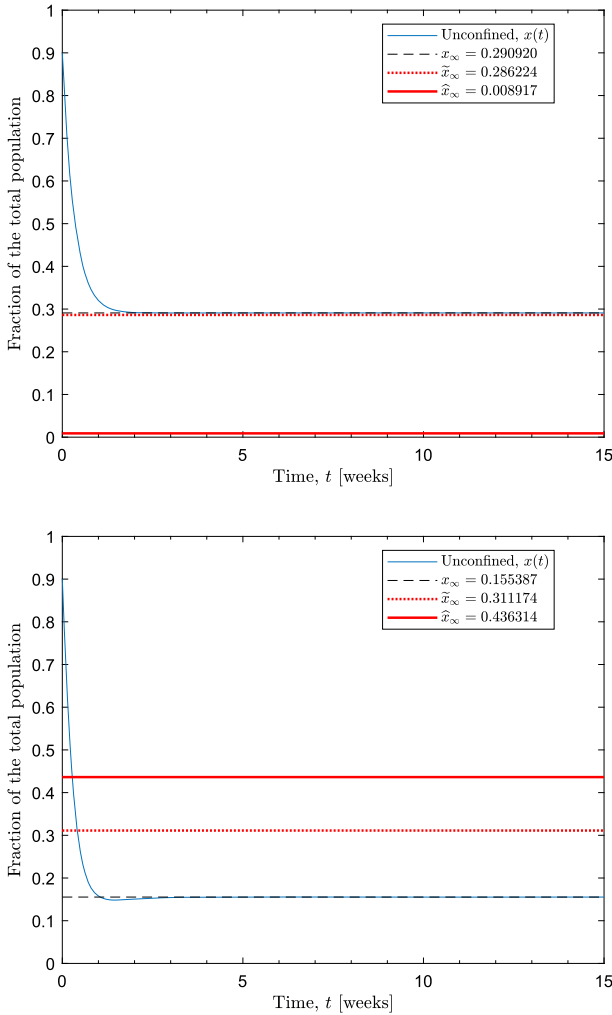 1
0.9
0.8
0.7
0.6
0.5
0.4
0.3
0.2
0.1
0
Fraction of the total population
Unconfined, x(t)
x∞ = 0.290920
x̃∞ = 0.286224
x̂∞ = 0.008917
0 5 10 15
Time, t [weeks]
1
0.9
0.8
0.7
0.6
0.5
0.4
0.3
0.2
0.1
0
Fraction of the total population
Unconfined, x(t)
x∞ = 0.155387
x̃∞ = 0.311174
x̂∞ = 0.436314
0 5 10 15
Time, t [weeks]